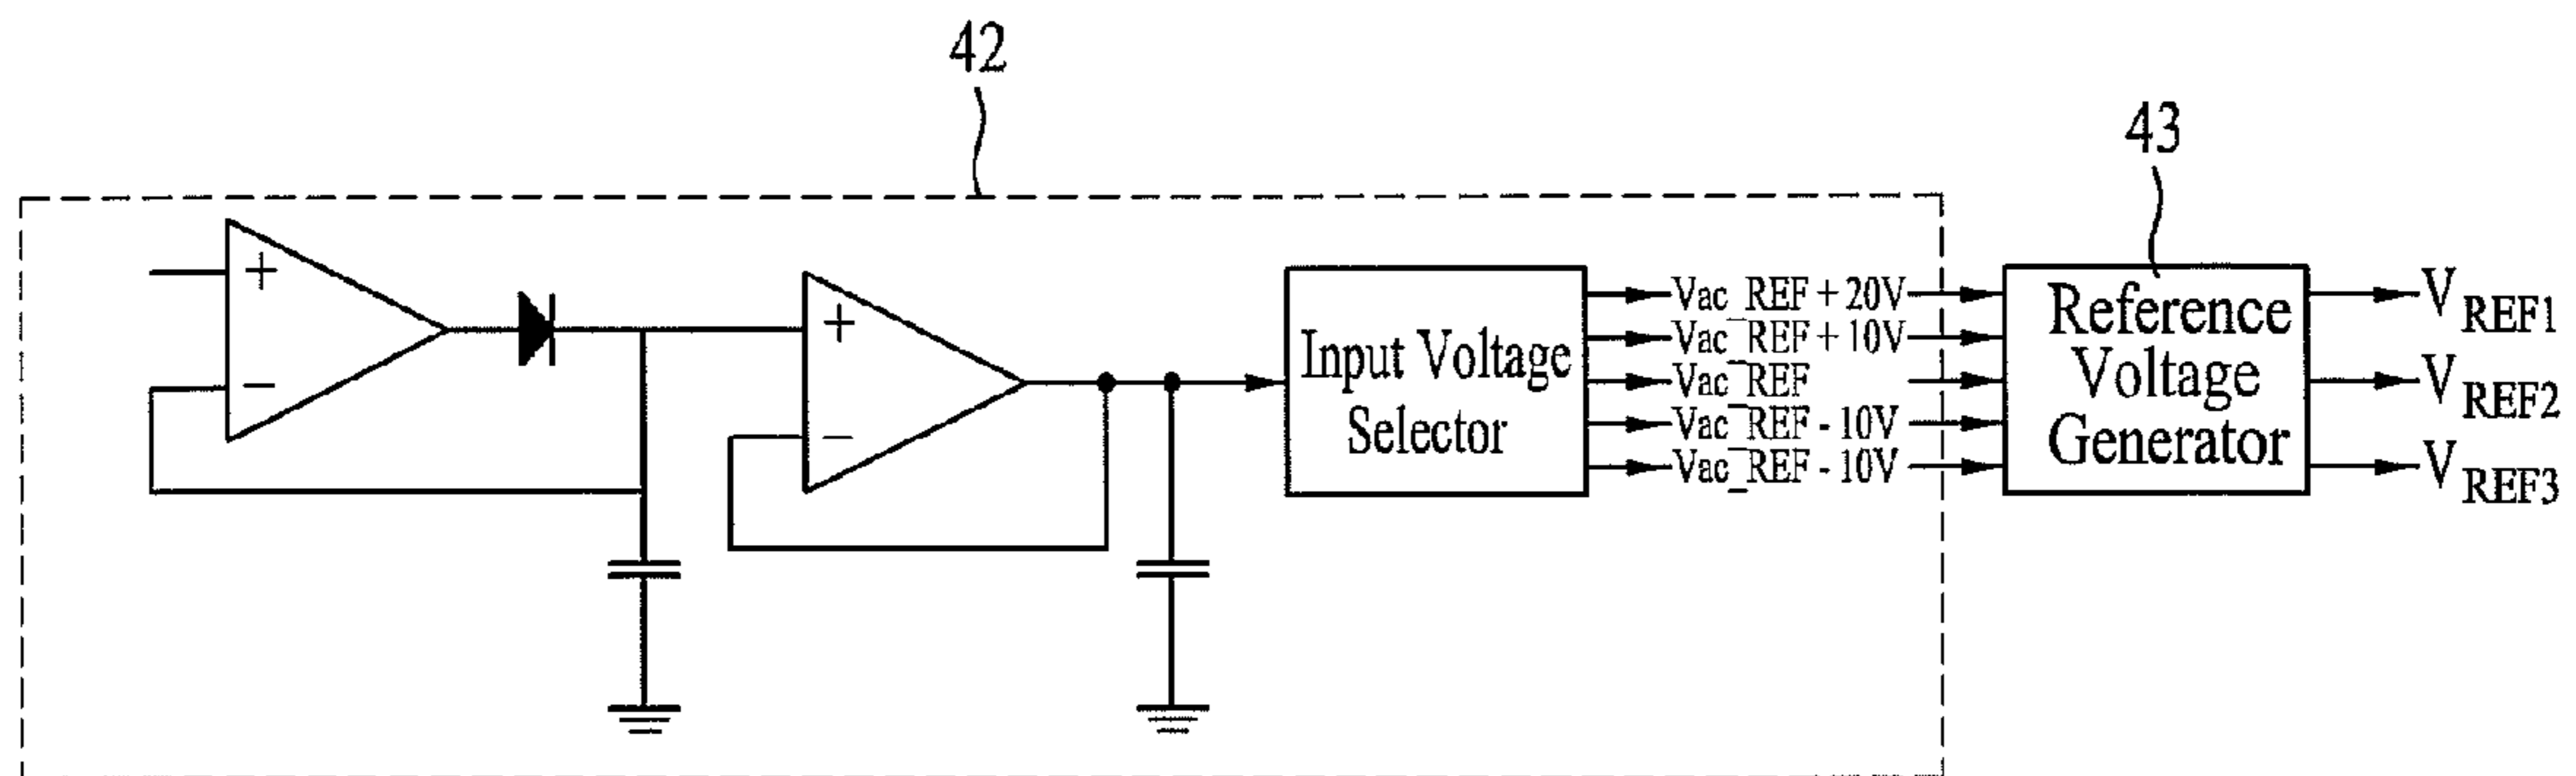 42
43
+
−
+
−
Input Voltage
Selector
Vac_REF + 20V
Vac_REF + 10V
Vac_REF
Vac_REF - 10V
Vac_REF - 10V
Reference
Voltage
Generator
VREF1
VREF2
VREF3